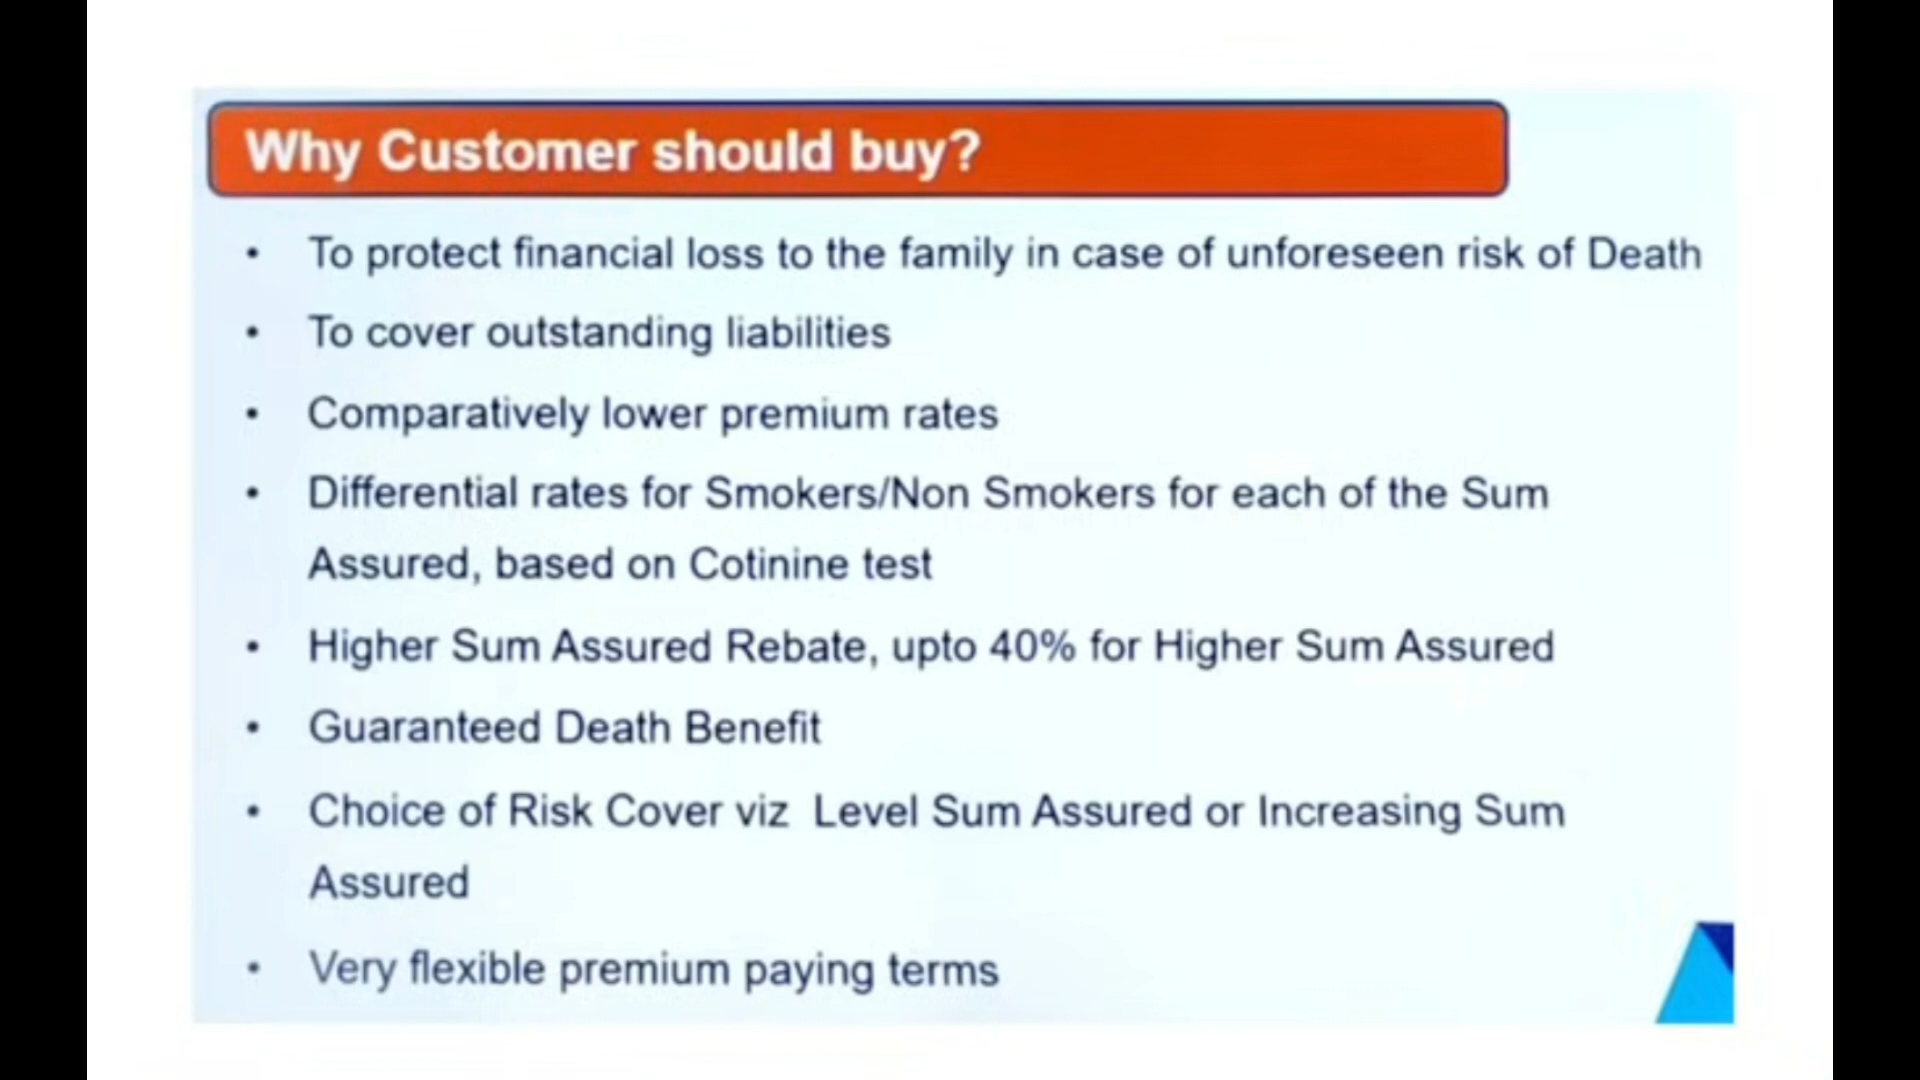 Why Customer should buy?
• To protect financial loss to the family in case of unforeseen risk of Death
• To cover outstanding liabilities
• Comparatively lower premium rates
• Differential rates for Smokers/Non Smokers for each of the Sum
Assured, based on Cotinine test
• Higher Sum Assured Rebate, upto 40% for Higher Sum Assured
• Guaranteed Death Benefit
• Choice of Risk Cover viz  Level Sum Assured or Increasing Sum
Assured
• Very flexible premium paying terms